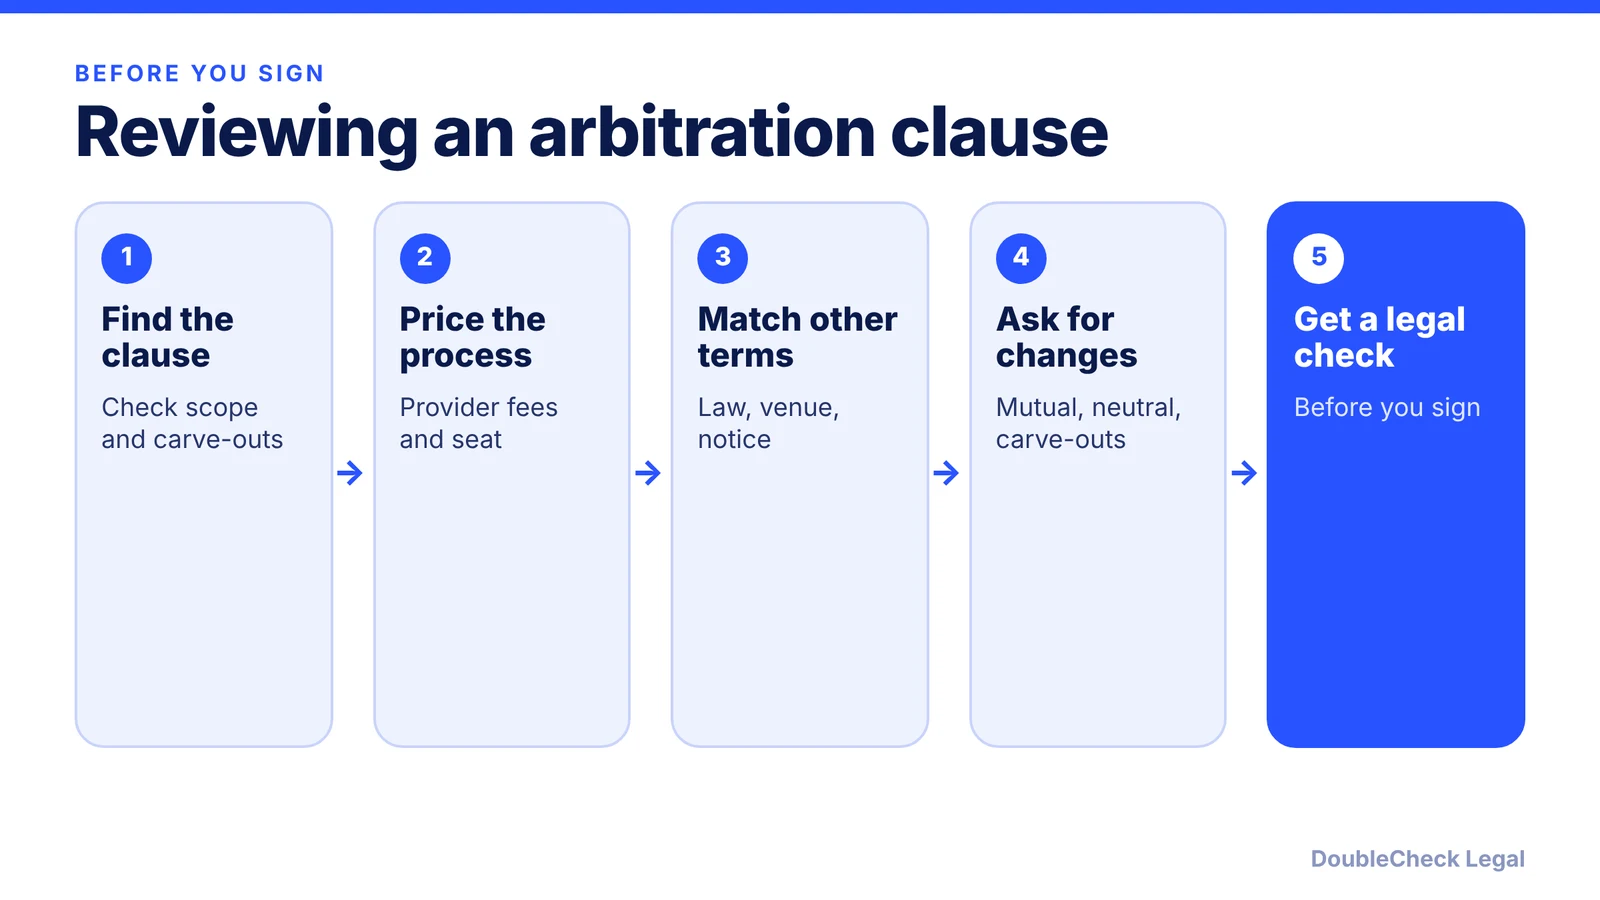 BEFORE YOU SIGN
Reviewing an arbitration clause
1
Find the
clause
Check scope
and carve-outs
→
2
Price the
process
Provider fees
and seat
→
3
Match other
terms
Law, venue,
notice
→
4
Ask for
changes
Mutual, neutral,
carve-outs
→
5
Get a legal
check
Before you sign
DoubleCheck Legal